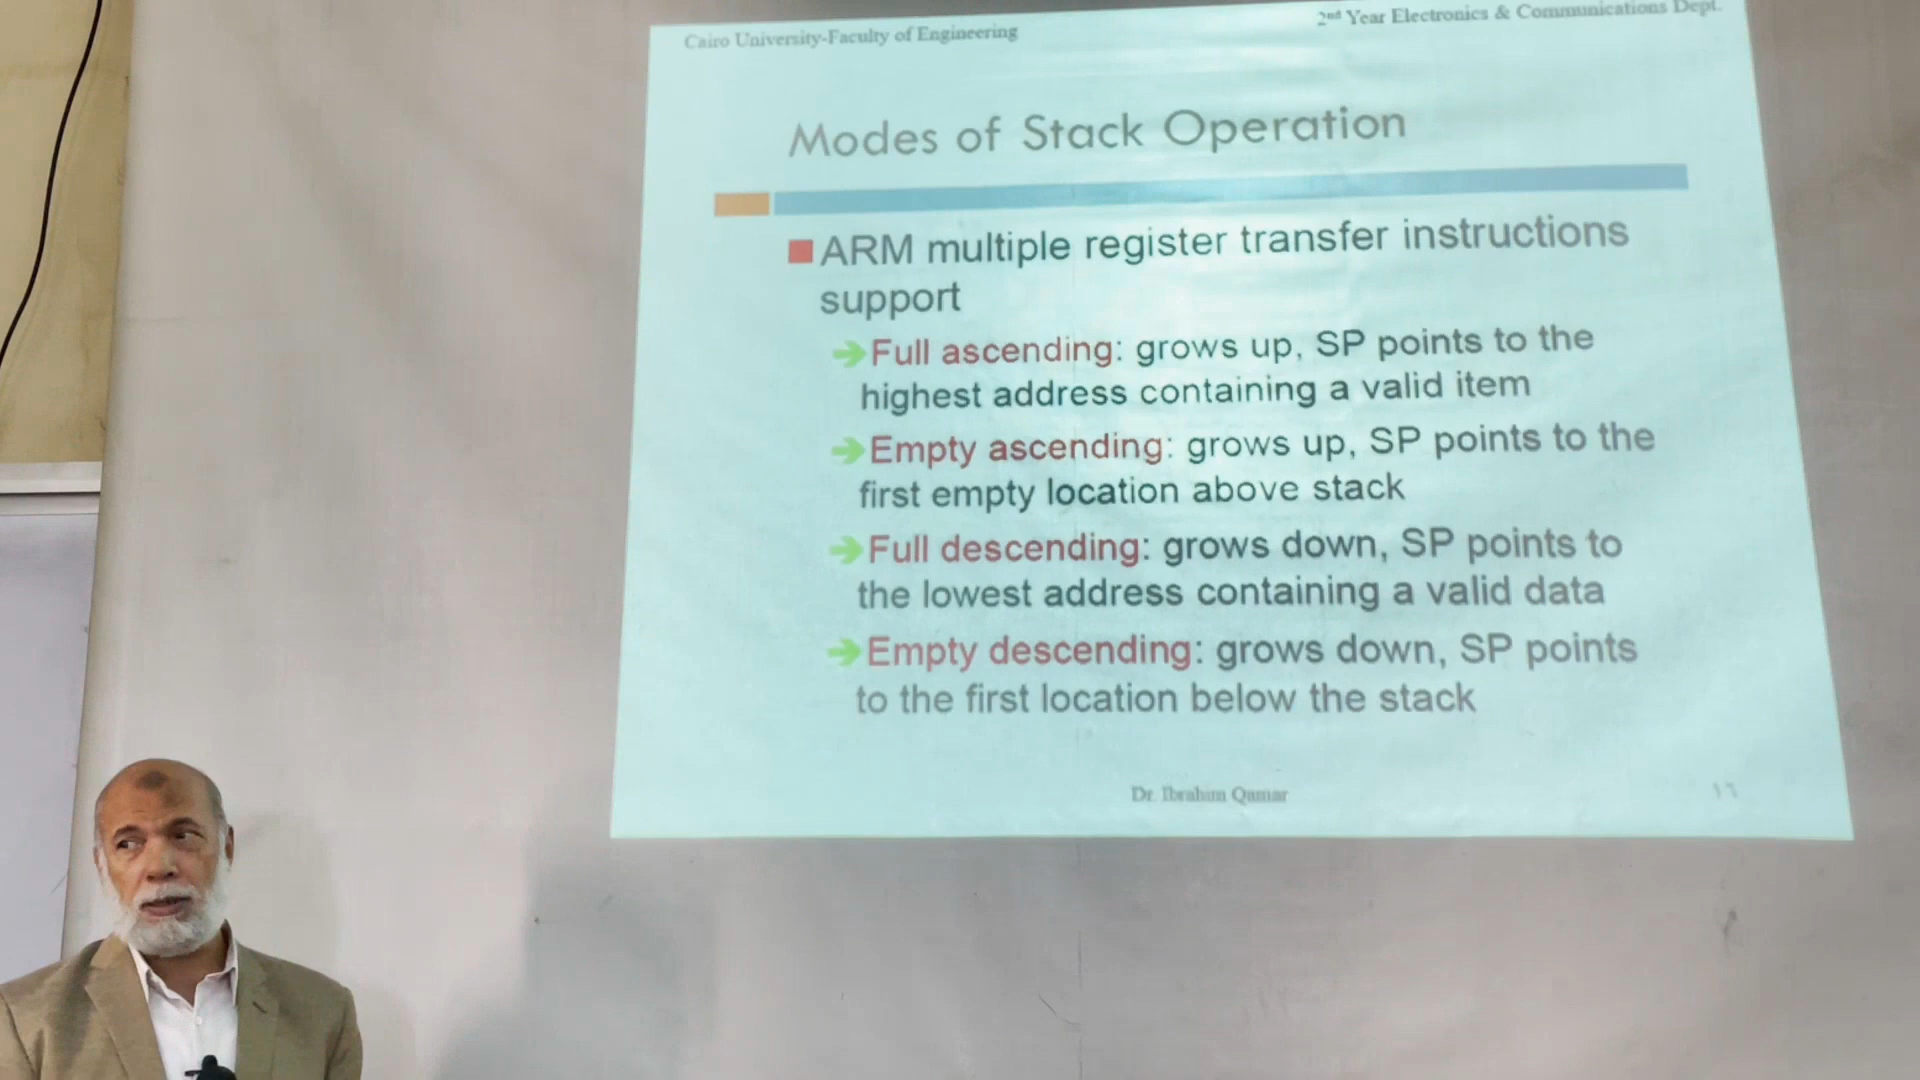 Cairo University-Faculty of Engineering
2nd Year Electronics & Communications Dept.
Modes of Stack Operation
ARM multiple register transfer instructions
support
Full ascending: grows up, SP points to the
highest address containing a valid item
Empty ascending: grows up, SP points to the
first empty location above stack
Full descending: grows down, SP points to
the lowest address containing a valid data
Empty descending: grows down, SP points
to the first location below the stack
Dr. Ibrahim Qamar